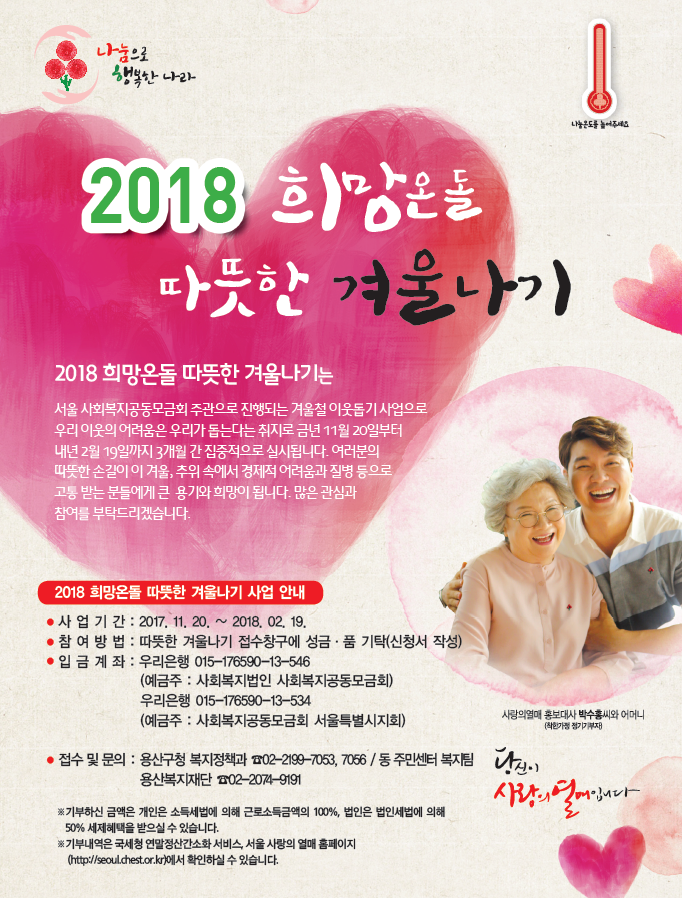 나눔으로
행복한 나라
나눔온도를 높여주세요
2018 희망온돌
따뜻한 겨울나기
2018 희망온돌 따뜻한 겨울나기는
서울 사회복지공동모금회 주관으로 진행되는 겨울철 이웃돕기 사업으로
우리 이웃의 어려움은 우리가 돕는다는 취지로 금년 11월 20일부터
내년 2월 19일까지 3개월 간 집중적으로 실시됩니다. 여러분의
따뜻한 손길이 이 겨울, 추위 속에서 경제적 어려움과 질병 등으로
고통 받는 분들에게 큰 용기와 희망이 됩니다. 많은 관심과
참여를 부탁드리겠습니다.
2018 희망온돌 따뜻한 겨울나기 사업 안내
● 사 업 기 간 : 2017. 11. 20. ~ 2018. 02. 19.
● 참 여 방 법 : 따뜻한 겨울나기 접수창구에 성금·품 기탁(신청서 작성)
● 입 금 계 좌 : 우리은행 015-176590-13-546
(예금주 : 사회복지법인 사회복지공동모금회)
우리은행 015-176590-13-534
(예금주 : 사회복지공동모금회 서울특별시지회)
● 접수 및 문의 : 용산구청 복지정책과 ☎02-2199-7053, 7056 / 동 주민센터 복지팀
용산복지재단 ☎02-2074-9191
※기부하신 금액은 개인은 소득세법에 의해 근로소득금액의 100%, 법인은 법인세법에 의해
50% 세제혜택을 받으실 수 있습니다.
※기부내역은 국세청 연말정산간소화 서비스, 서울 사랑의 열매 홈페이지
(http://seoul.chest.or.kr)에서 확인하실 수 있습니다.
사랑의열매 홍보대사 박수홍씨와 어머니
(착한가정 정기기부자)
당신이
사랑의열매입니다